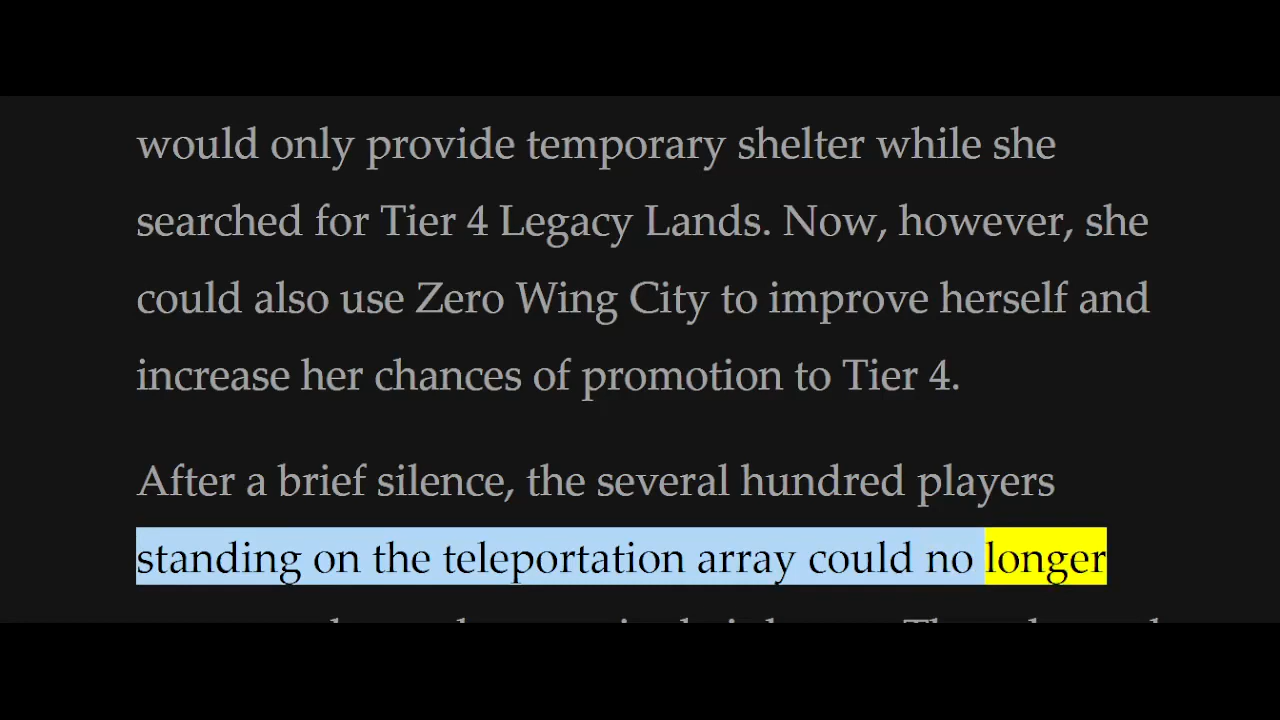 would only provide temporary shelter while she
searched for Tier 4 Legacy Lands. Now, however, she
could also use Zero Wing City to improve herself and
increase her chances of promotion to Tier 4.
After a brief silence, the several hundred players
standing on the teleportation array could no longer